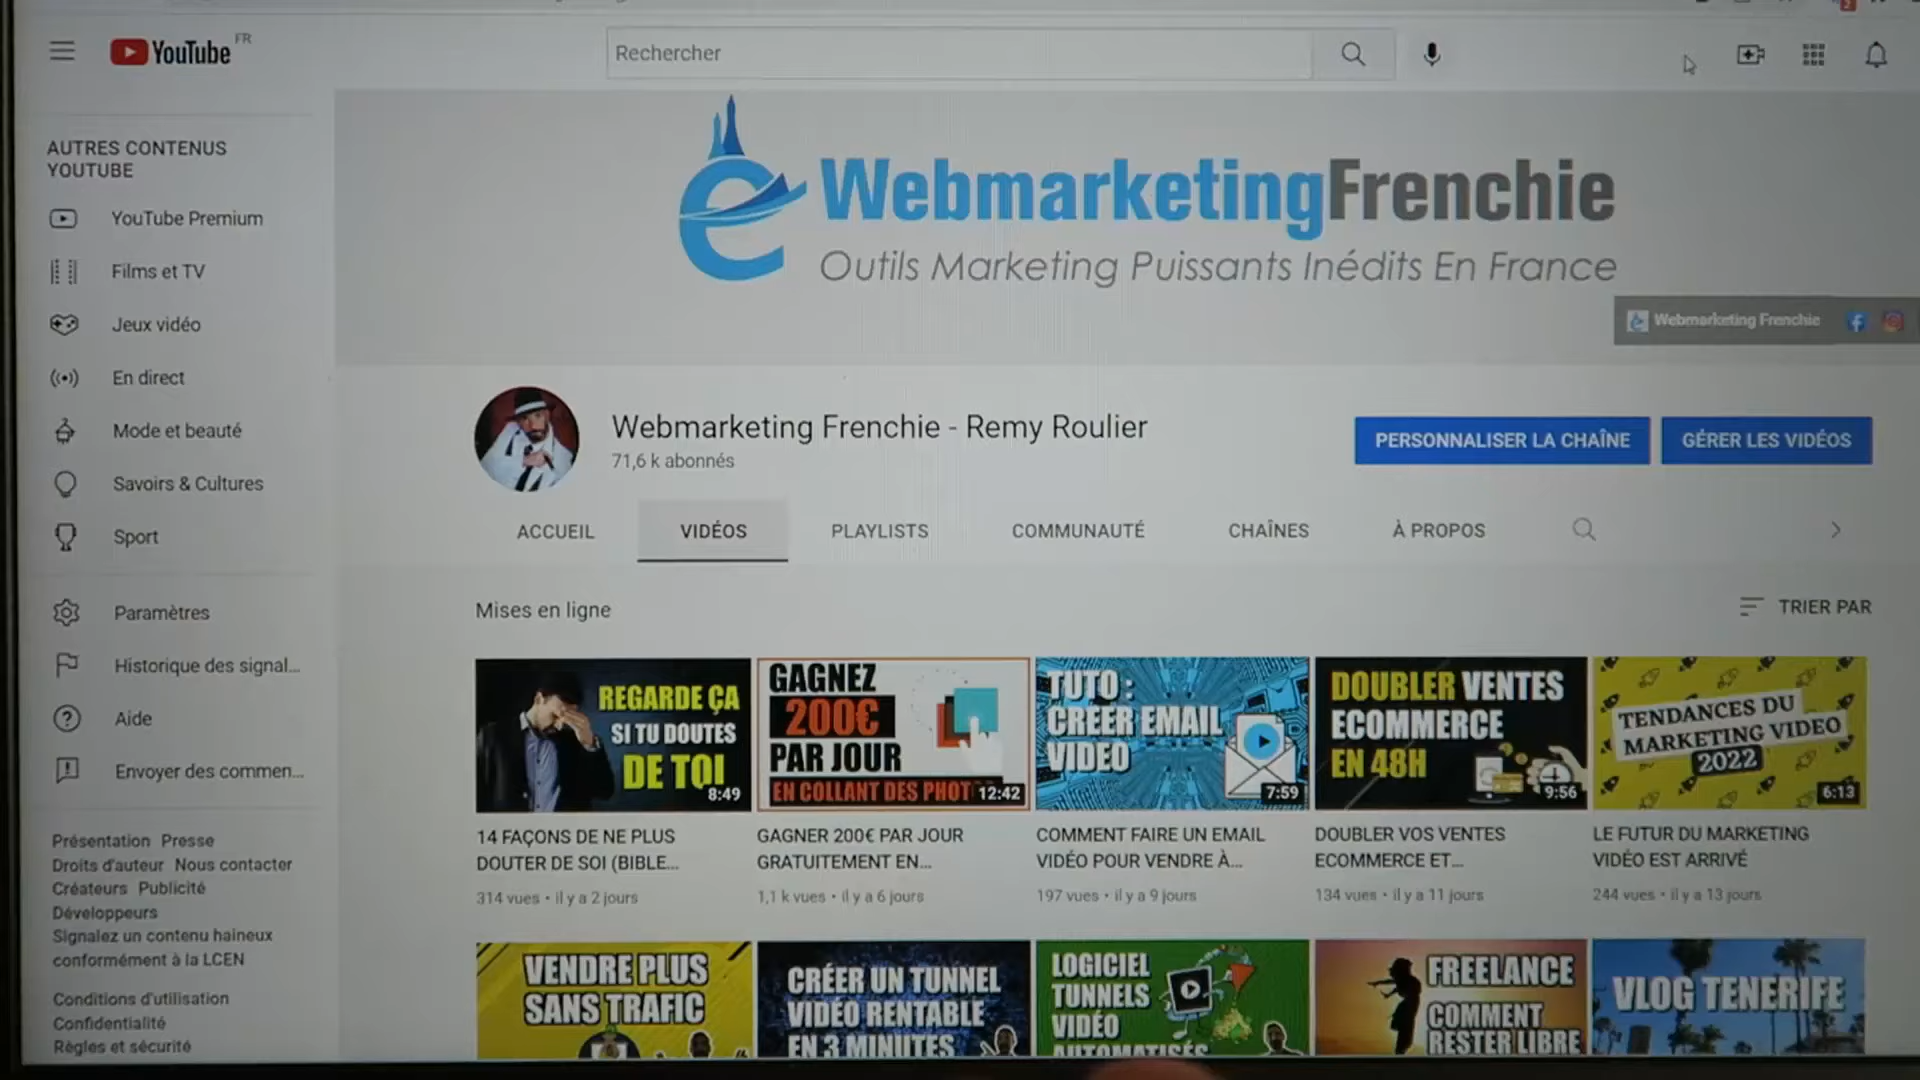 YouTube FR
Rechercher
2
AUTRES CONTENUS
YOUTUBE
YouTube Premium
Films et TV
Jeux vidéo
En direct
Mode et beauté
Savoirs & Cultures
Sport
Paramètres
Historique des signal...
Aide
Envoyer des commen...
Présentation Presse
Droits d'auteur Nous contacter
Créateurs Publicité
Développeurs
Signalez un contenu haineux
conformément à la LCEN
Conditions d'utilisation
Confidentialité
Règles et sécurité
WebmarketingFrenchie
Outils Marketing Puissants Inédits En France
Webmarketing Frenchie
Webmarketing Frenchie - Remy Roulier
71,6 k abonnés
PERSONNALISER LA CHAÎNE
GÉRER LES VIDÉOS
ACCUEIL VIDÉOS PLAYLISTS COMMUNAUTÉ CHAÎNES À PROPOS
Mises en ligne
TRIER PAR
REGARDE ÇA
SI TU DOUTES
DE TOI
8:49
14 FAÇONS DE NE PLUS
DOUTER DE SOI (BIBLE...
314 vues • il y a 2 jours
GAGNEZ
200€
PAR JOUR
EN COLLANT DES PHOT
12:42
GAGNER 200€ PAR JOUR
GRATUITEMENT EN...
1,1 k vues • il y a 6 jours
TUTO :
CREER EMAIL
VIDEO
7:59
COMMENT FAIRE UN EMAIL
VIDÉO POUR VENDRE À...
197 vues • il y a 9 jours
DOUBLER VENTES
ECOMMERCE
EN 48H
9:56
DOUBLER VOS VENTES
ECOMMERCE ET...
134 vues • il y a 11 jours
TENDANCES DU
MARKETING VIDEO
2022
6:13
LE FUTUR DU MARKETING
VIDÉO EST ARRIVÉ
244 vues • il y a 13 jours
VENDRE PLUS
SANS TRAFIC
CRÉER UN TUNNEL
VIDÉO RENTABLE
EN 3 MINUTES
LOGICIEL
TUNNELS
VIDÉO
AUTOMATISÉS
FREELANCE
COMMENT
RESTER LIBRE
VLOG TENERIFE